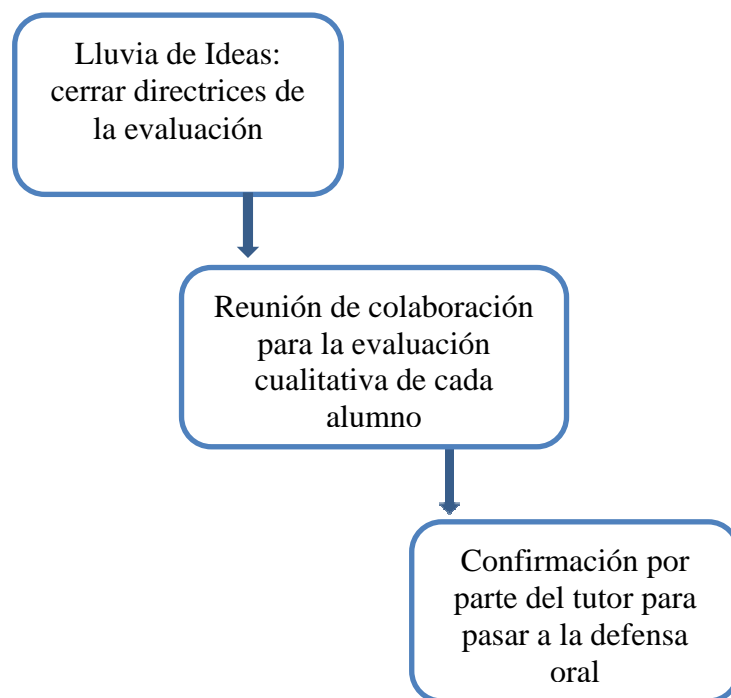 Lluvia de Ideas:
cerrar directrices de
la evaluación
Reunión de colaboración
para la evaluación
cualitativa de cada
alumno
Confirmación por
parte del tutor para
pasar a la defensa
oral